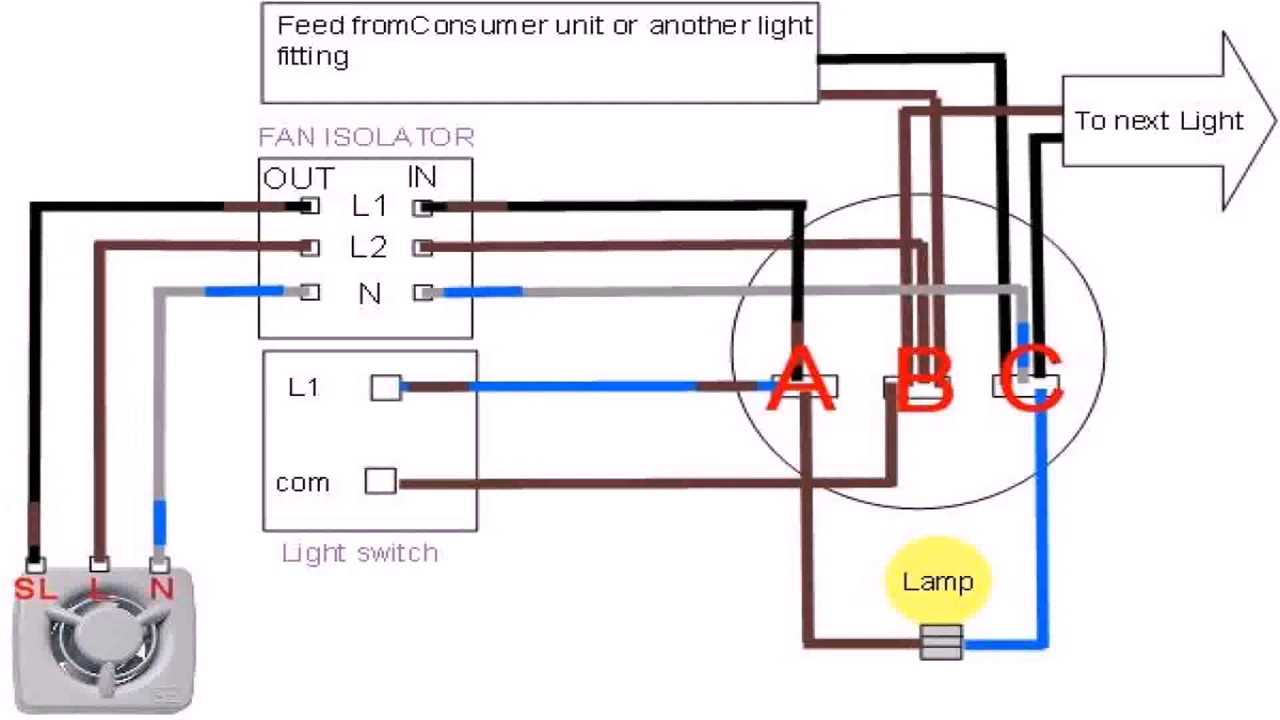 Feed fromConsumer unit or another light
fitting
To next Light
FAN ISOLATOR
OUT IN
L1
L2
N
L1
com
Light switch
A B C
Lamp
SL L N